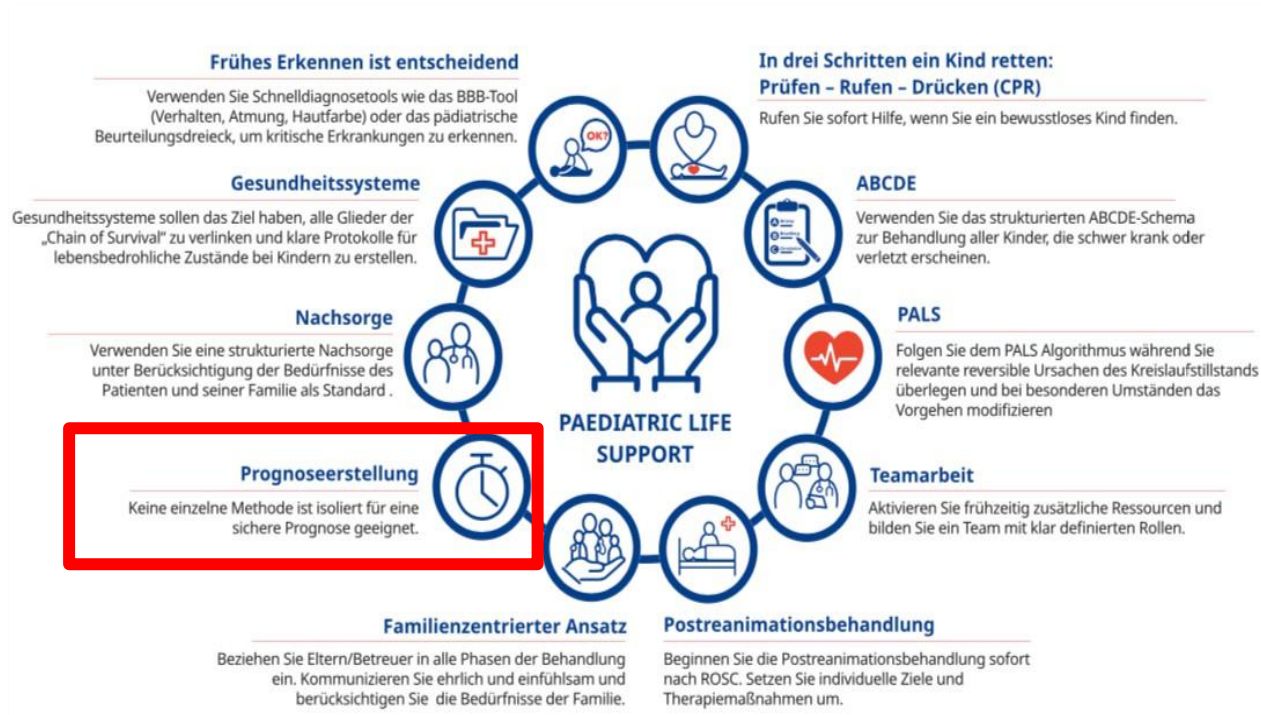 Frühes Erkennen ist entscheidend
Verwenden Sie Schnelldiagnosetools wie das BBB-Tool
(Verhalten, Atmung, Hautfarbe) oder das pädiatrische
Beurteilungsdreieck, um kritische Erkrankungen zu erkennen.
OK?
In drei Schritten ein Kind retten:
Prüfen – Rufen – Drücken (CPR)
Rufen Sie sofort Hilfe, wenn Sie ein bewusstloses Kind finden.
Gesundheitssysteme
Gesundheitssysteme sollen das Ziel haben, alle Glieder der
„Chain of Survival“ zu verlinken und klare Protokolle für
lebensbedrohliche Zustände bei Kindern zu erstellen.
ABCDE
Verwenden Sie das strukturierten ABCDE-Schema
zur Behandlung aller Kinder, die schwer krank oder
verletzt erscheinen.
Nachsorge
Verwenden Sie eine strukturierte Nachsorge
unter Berücksichtigung der Bedürfnisse des
Patienten und seiner Familie als Standard .
PALS
Folgen Sie dem PALS Algorithmus während Sie
relevante reversible Ursachen des Kreislaufstillstands
überlegen und bei besonderen Umständen das
Vorgehen modifizieren
PAEDIATRIC LIFE
SUPPORT
Prognoseerstellung
Keine einzelne Methode ist isoliert für eine
sichere Prognose geeignet.
Teamarbeit
Aktivieren Sie frühzeitig zusätzliche Ressourcen und
bilden Sie ein Team mit klar definierten Rollen.
Familienzentrierter Ansatz
Beziehen Sie Eltern/Betreuer in alle Phasen der Behandlung
ein. Kommunizieren Sie ehrlich und einfühlsam und
berücksichtigen Sie die Bedürfnisse der Familie.
Postreanimationsbehandlung
Beginnen Sie die Postreanimationsbehandlung sofort
nach ROSC. Setzen Sie individuelle Ziele und
Therapiemaßnahmen um.